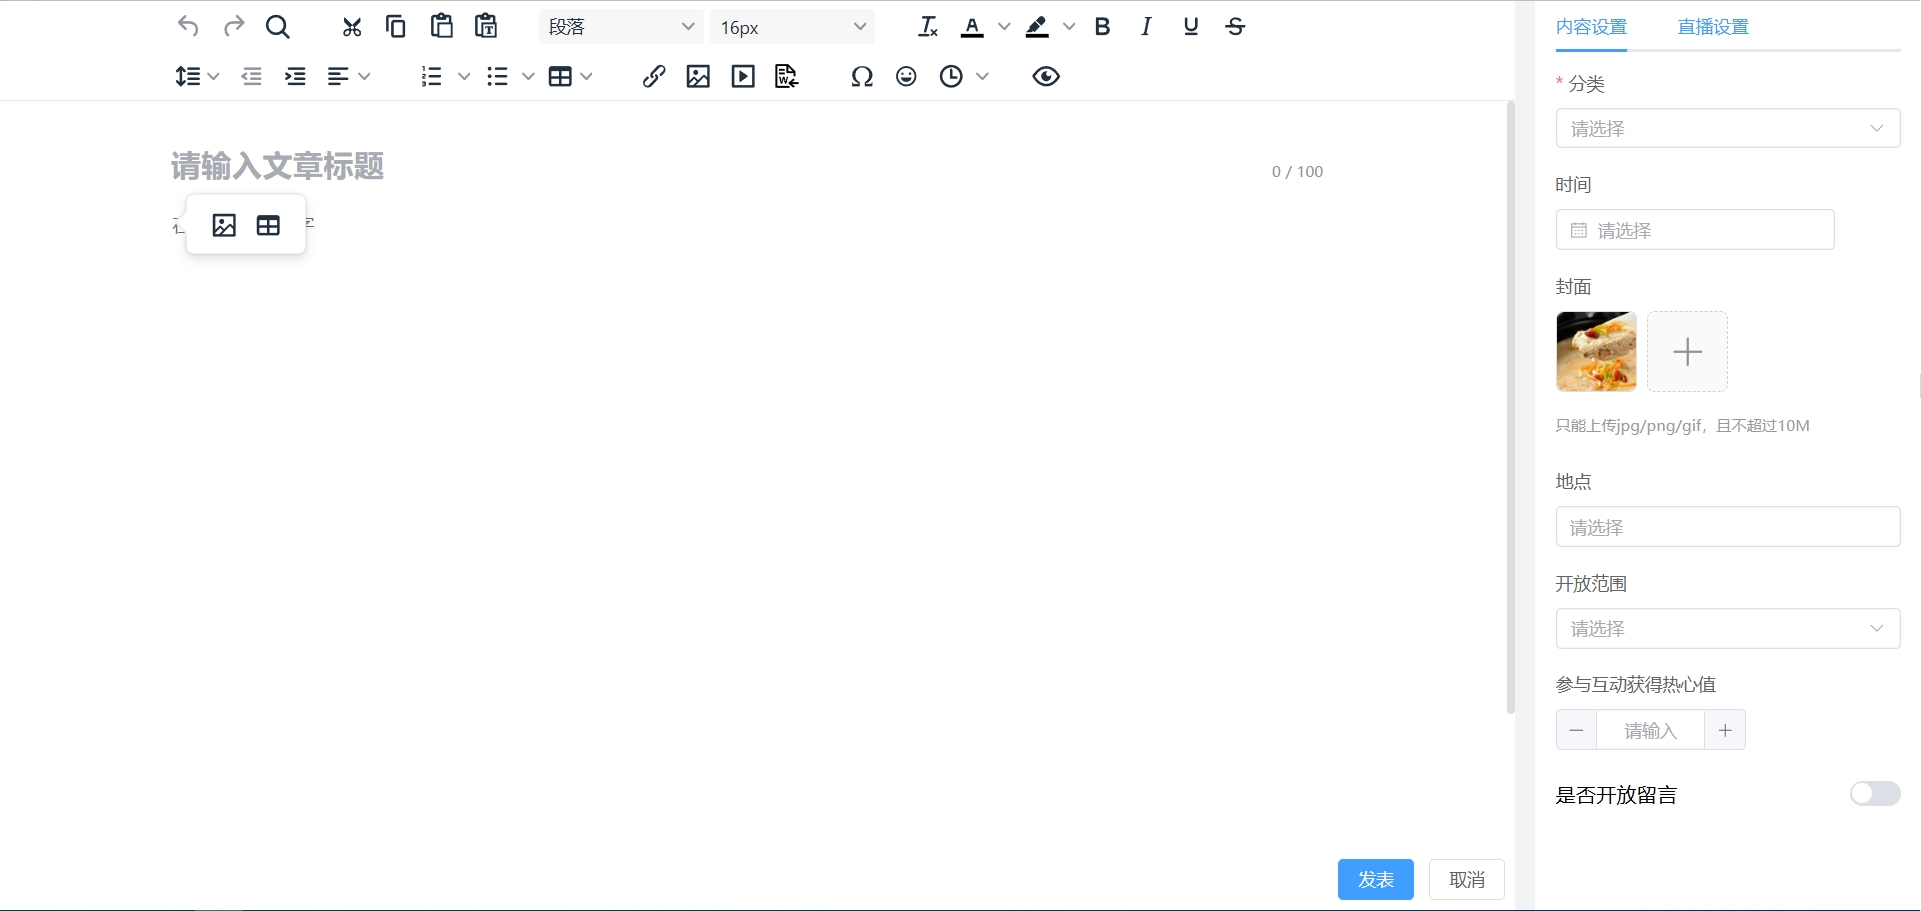 段落
16px
内容设置 直播设置
* 分类
请选择
时间
请选择
封面
只能上传jpg/png/gif，且不超过10M
地点
请选择
开放范围
请选择
参与互动获得热心值
请输入
是否开放留言
请输入文章标题
0 / 100
发表 取消